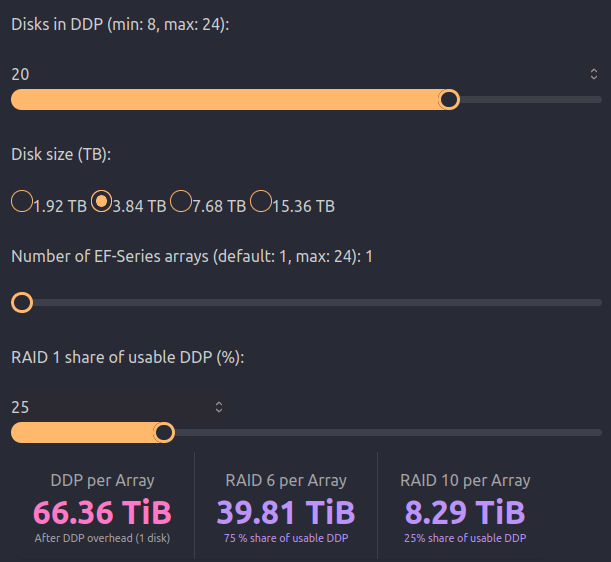 Disks in DDP (min: 8, max: 24):
20
Disk size (TB):
1.92 TB 3.84 TB 7.68 TB 15.36 TB
Number of EF-Series arrays (default: 1, max: 24): 1
RAID 1 share of usable DDP (%):
25
DDP per Array RAID 6 per Array RAID 10 per Array
66.36 TiB 39.81 TiB 8.29 TiB
After DDP overhead (1 disk) 75 % share of usable DDP 25% share of usable DDP